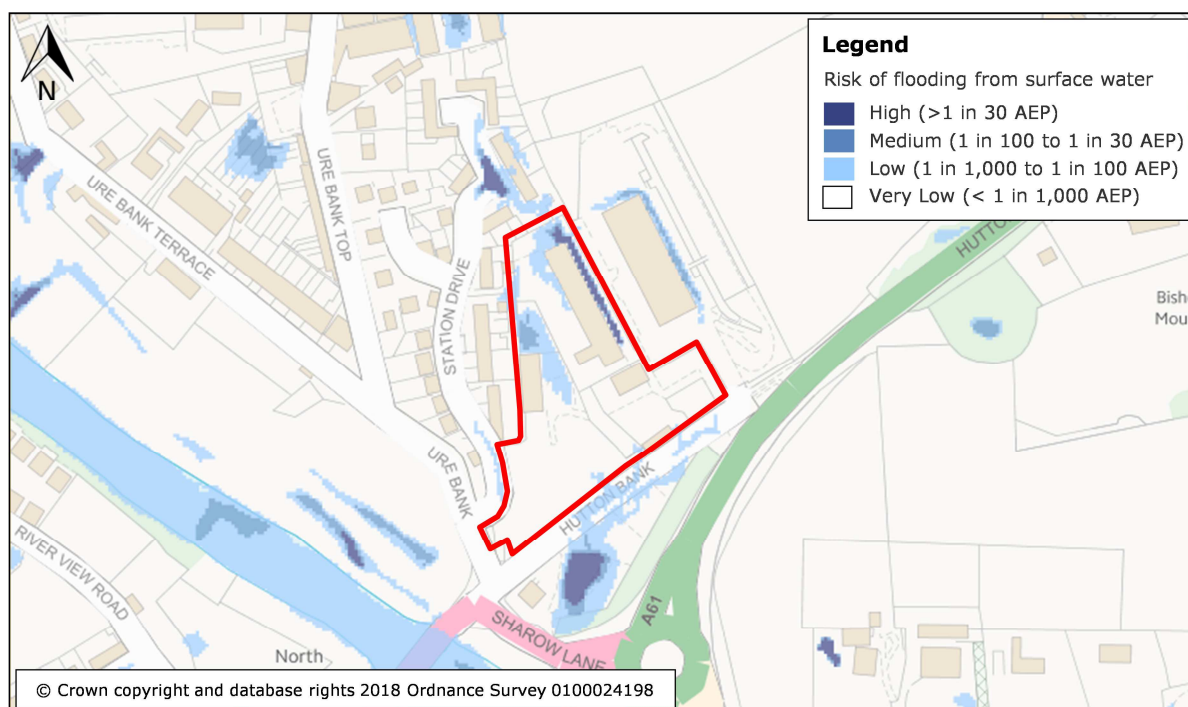 N
Legend
Risk of flooding from surface water
High (>1 in 30 AEP)
Medium (1 in 100 to 1 in 30 AEP)
Low (1 in 1,000 to 1 in 100 AEP)
Very Low (< 1 in 1,000 AEP)
URE BANK TERRACE
URE BANK TOP
STATION DRIVE
HUTTO
Bish
Mou
URE BANK
HUTTON BANK
RIVER VIEW ROAD
A61
SHAROW LANE
North
© Crown copyright and database rights 2018 Ordnance Survey 0100024198